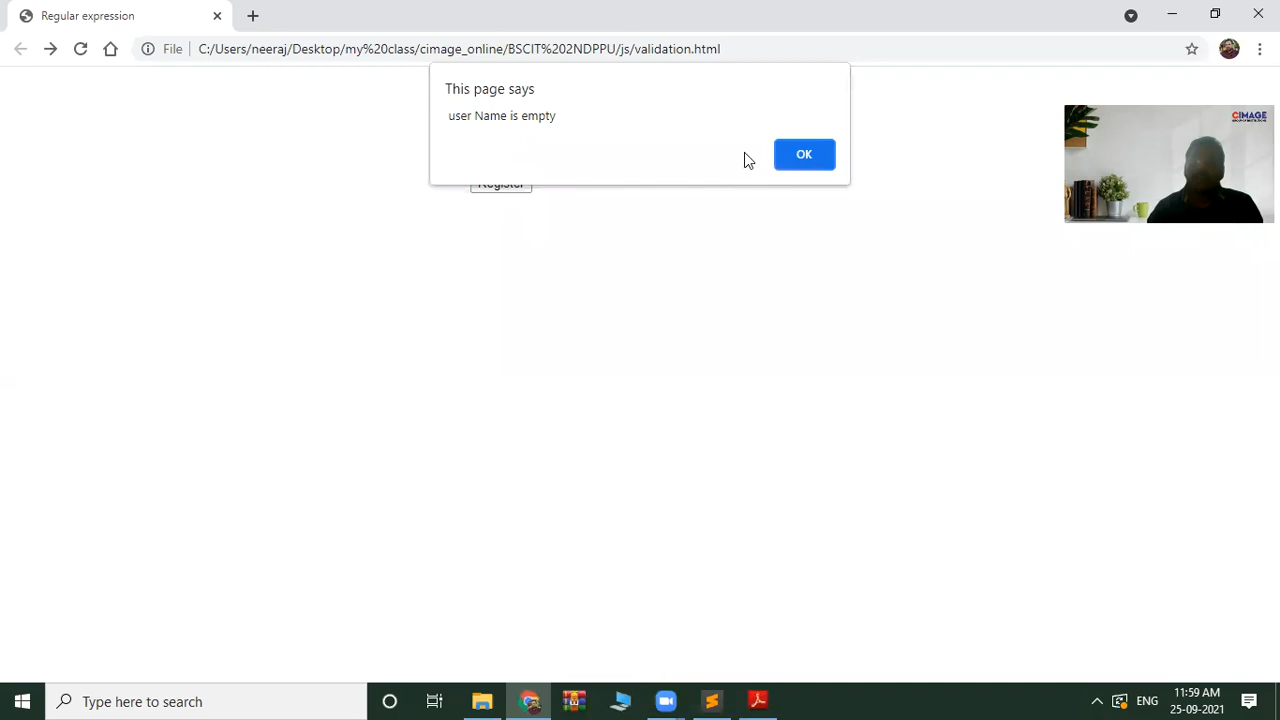 Regular expression
File
C:/Users/neeraj/Desktop/my%20class/cimage_online/BSCIT%202NDPPU/js/validation.html
This page says
user Name is empty
OK
Register
CIMAGE
Type here to search
ENG
11:59 AM
25-09-2021